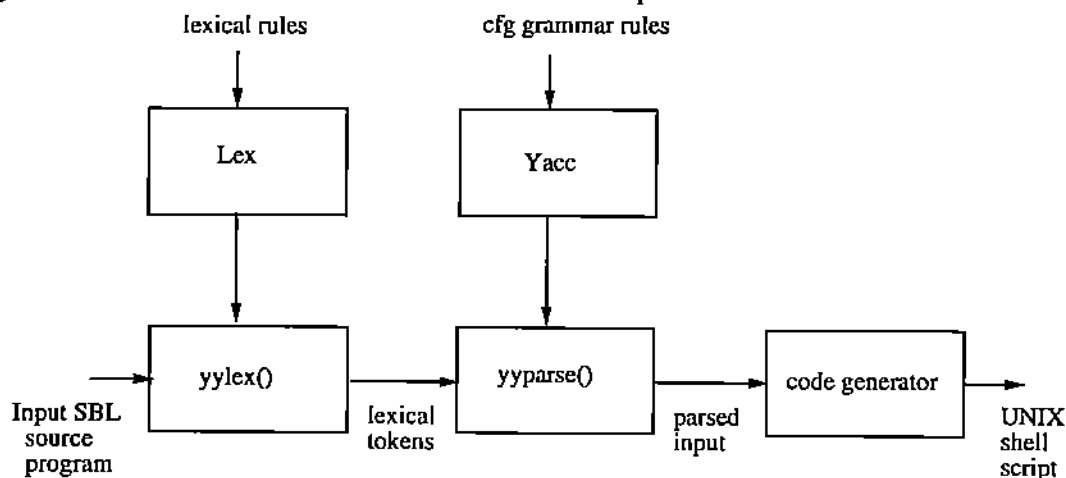 lexical rules
cfg grammar rules
Lex
Yacc
yylex()
yyparse()
code generator
Input SBL
source
program
lexical
tokens
parsed
input
UNIX
shell
script